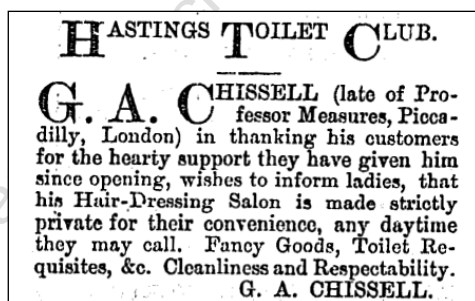 HASTINGS TOILET CLUB.
G. A. CHISSELL (late of Pro-
fessor Measures, Picca-
dilly, London) in thanking his customers
for the hearty support they have given him
since opening, wishes to inform ladies, that
his Hair-Dressing Salon is made strictly
private for their convenience, any daytime
they may call. Fancy Goods, Toilet Re-
quisites, &c. Cleanliness and Respectability.
G. A. CHISSELL.